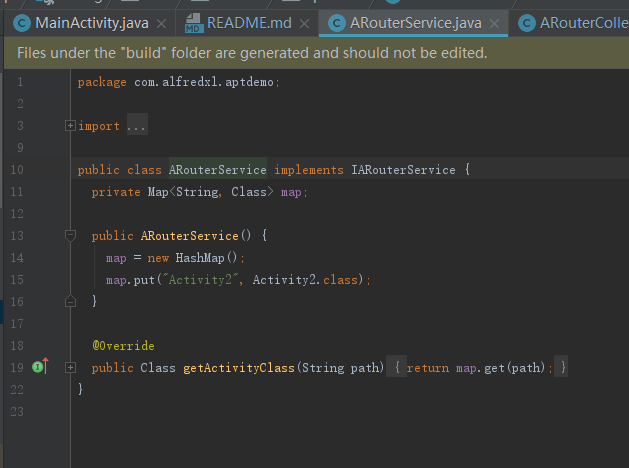 MainActivity.java × README.md × ARouterService.java × ARouterColle
Files under the "build" folder are generated and should not be edited.
1 package com.alfredxl.aptdemo;
2
3 import ...
9
10 public class ARouterService implements IARouterService {
11 private Map<String, Class> map;
12
13 public ARouterService() {
14 map = new HashMap();
15 map.put("Activity2", Activity2.class);
16 }
17
18 @Override
19 public Class getActivityClass(String path) { return map.get(path); }
22 }
23